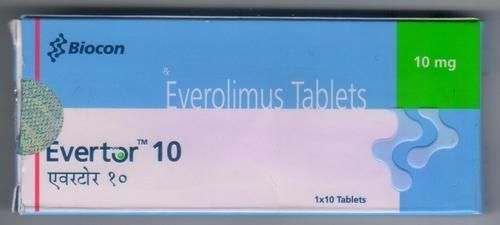 Biocon
10 mg
&
Everolimus Tablets
Evertor™ 10
एवरटोर १०
1x10 Tablets